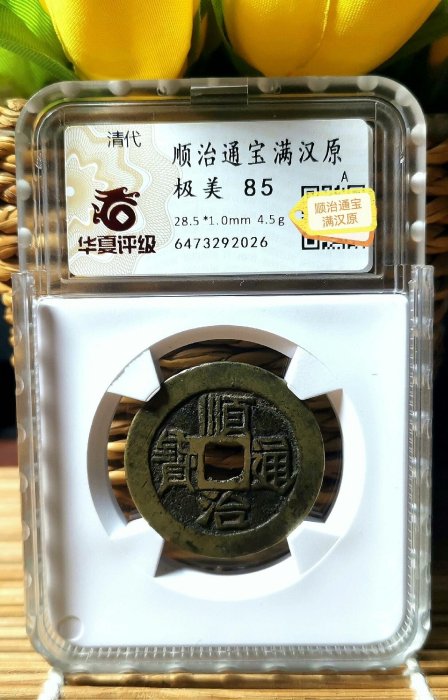 清代
顺治通宝满汉原
极美 85
A
28.5*1.0mm 4.5g
华夏评级
6473292026
顺治通宝
满汉原
順
寶 通
治